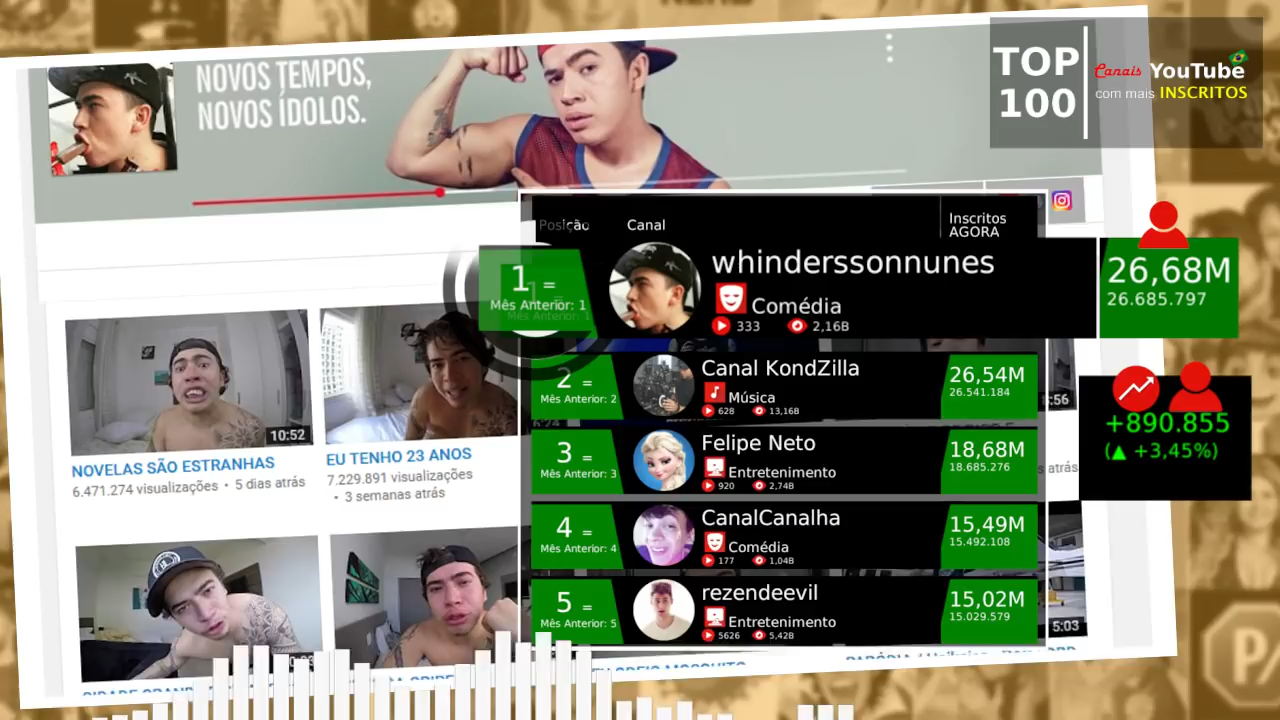 NOVOS TEMPOS,
NOVOS ÍDOLOS.
TOP
100
Canais YouTube
com mais INSCRITOS
Posição
Canal
Inscritos
AGORA
1 =
Mês Anterior: 1
whinderssonnunes
Comédia
333
2,16B
26,68M
26.685.797
+890.855
(▲ +3,45%)
2 =
Mês Anterior: 2
Canal KondZilla
Música
628
13,16B
26,54M
26.541.184
3 =
Mês Anterior: 3
Felipe Neto
Entretenimento
920
2,74B
18,68M
18.685.276
4 =
Mês Anterior: 4
CanalCanalha
Comédia
177
1,04B
15,49M
15.492.108
5 =
Mês Anterior: 5
rezendeevil
Entretenimento
5626
5,42B
15,02M
15.029.579
10:52
NOVELAS SÃO ESTRANHAS
6.471.274 visualizações • 5 dias atrás
EU TENHO 23 ANOS
7.229.891 visualizações
• 3 semanas atrás
:56
atrás
5:03